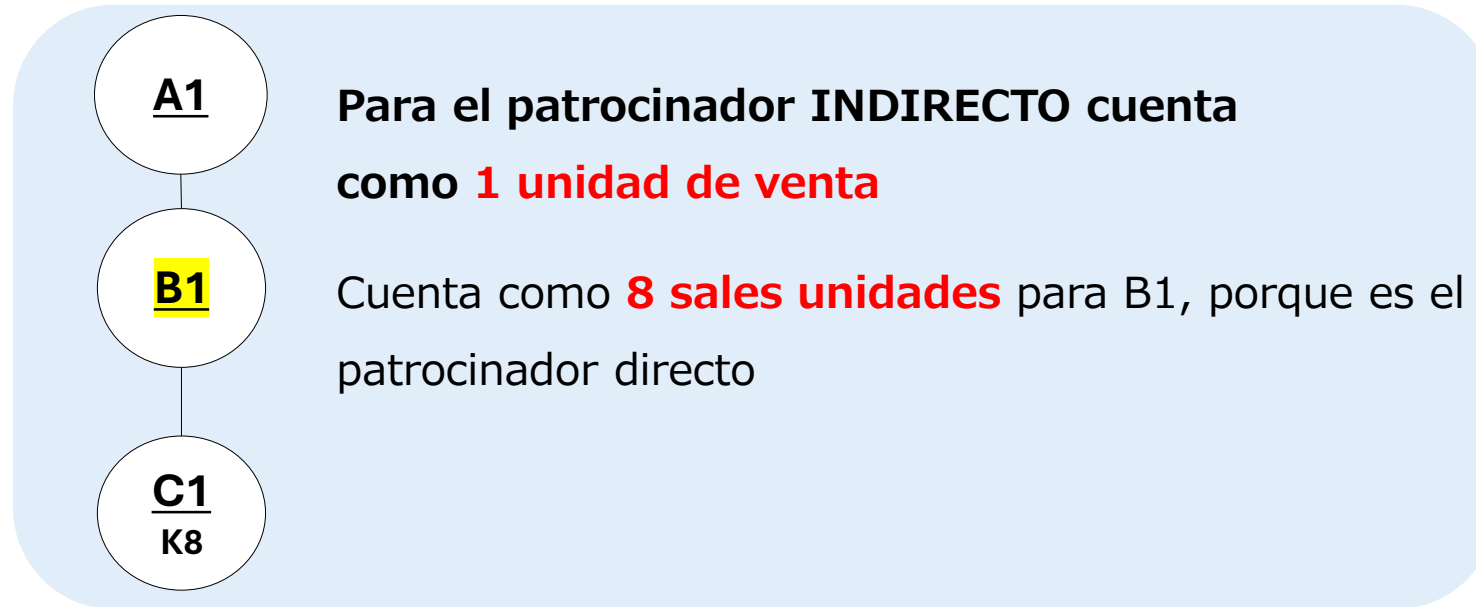 A1
Para el patrocinador INDIRECTO cuenta
como 1 unidad de venta
B1
Cuenta como 8 sales unidades para B1, porque es el
patrocinador directo
C1
K8